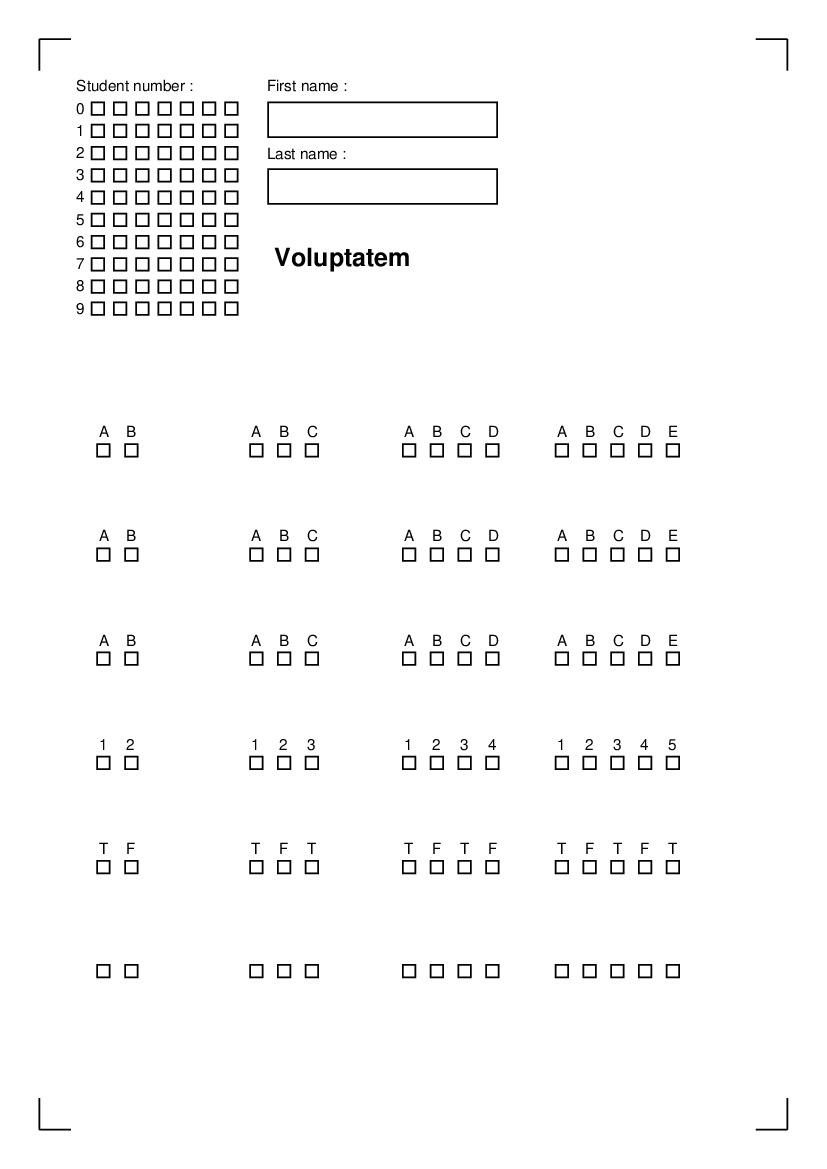 Student number :
0
1
2
3
4
5
6
7
8
9
First name :
Last name :
Voluptatem
A B A B C A B C D A B C D E
A B A B C A B C D A B C D E
A B A B C A B C D A B C D E
1 2 1 2 3 1 2 3 4 1 2 3 4 5
T F T F T T F T F T F T F T